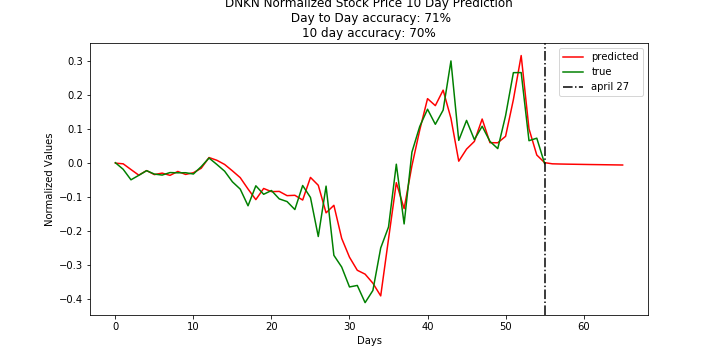 DNKN Normalized Stock Price 10 Day Prediction
Day to Day accuracy: 71%
10 day accuracy: 70%
predicted
true
april 27
Normalized Values
0.3
0.2
0.1
0.0
−0.1
−0.2
−0.3
−0.4
0 10 20 30 40 50 60
Days